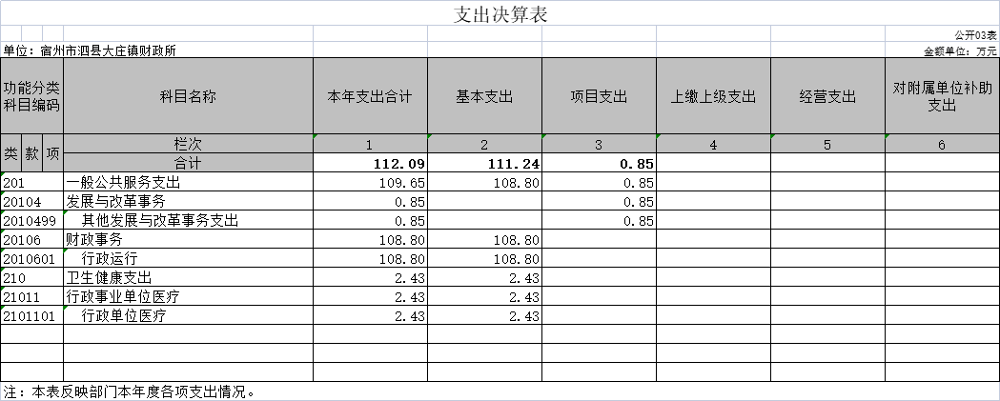 支出决算表
公开03表
单位：宿州市泗县大庄镇财政所 金额单位：万元
功能分类科目编码 科目名称 本年支出合计 基本支出 项目支出 上缴上级支出 经营支出 对附属单位补助支出
类 款 项 栏次 1 2 3 4 5 6
合计 112.09 111.24 0.85
201 一般公共服务支出 109.65 108.80 0.85
20104 发展与改革事务 0.85 0.85
2010499 其他发展与改革事务支出 0.85 0.85
20106 财政事务 108.80 108.80
2010601 行政运行 108.80 108.80
210 卫生健康支出 2.43 2.43
21011 行政事业单位医疗 2.43 2.43
2101101 行政单位医疗 2.43 2.43
注：本表反映部门本年度各项支出情况。